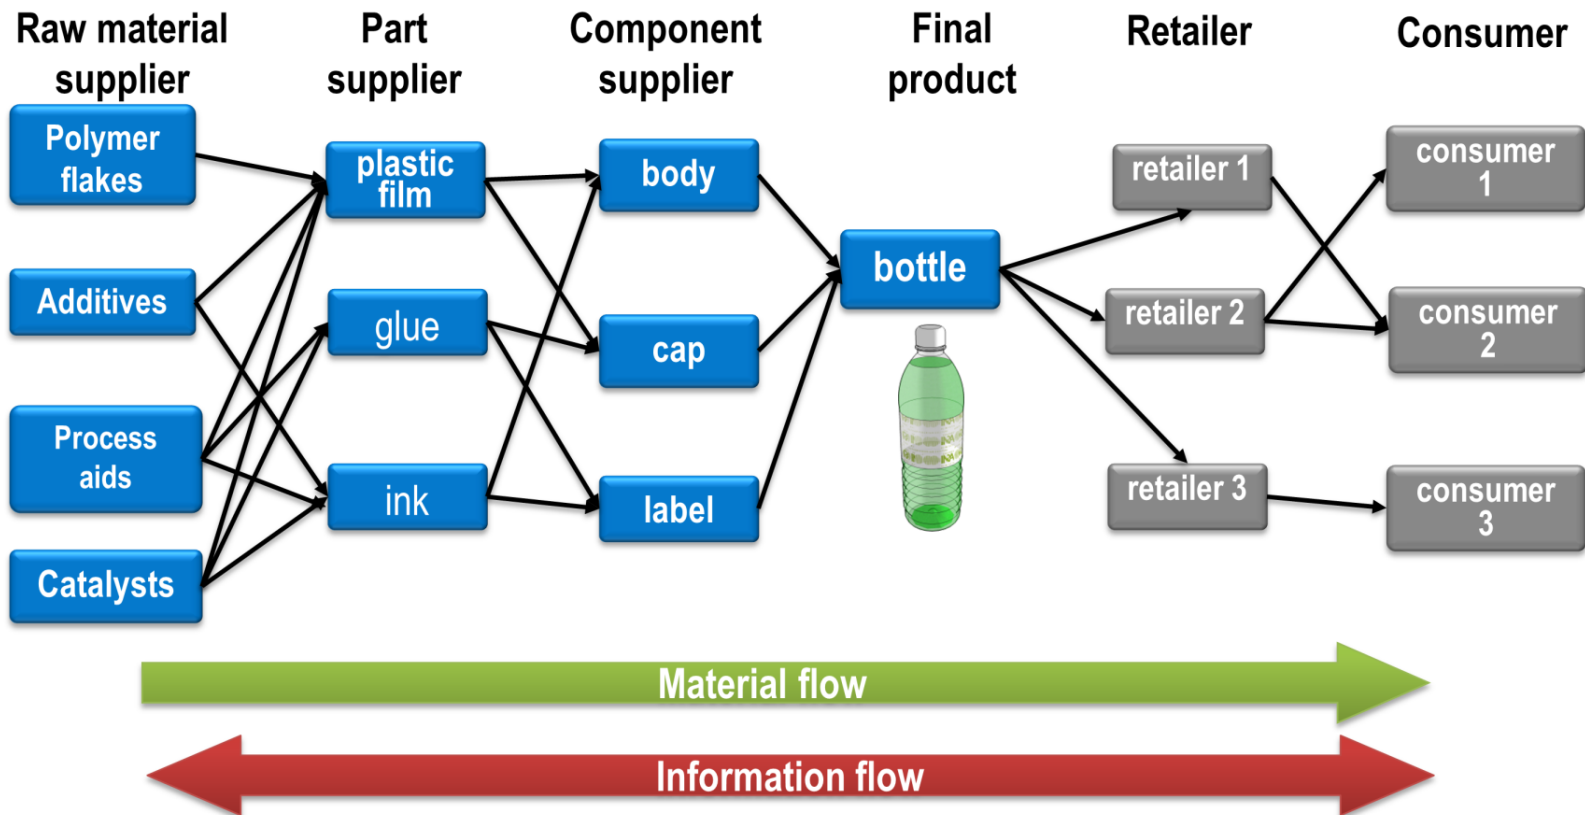 Raw material
supplier
Part
supplier
Component
supplier
Final
product
Retailer
Consumer
Polymer
flakes
Additives
Process
aids
Catalysts
plastic
film
glue
ink
body
cap
label
bottle
retailer 1
retailer 2
retailer 3
consumer
1
consumer
2
consumer
3
Material flow
Information flow